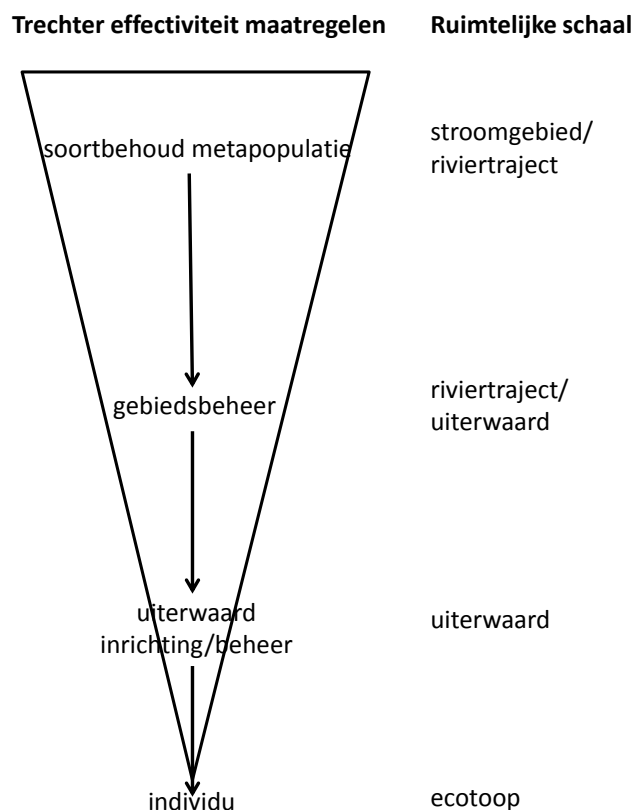 Trechter effectiviteit maatregelen
Ruimtelijke schaal
soortbehoud metapopulatie
stroomgebied/
riviertraject
gebiedsbeheer
riviertraject/
uiterwaard
uiterwaard
inrichting/beheer
uiterwaard
individu
ecotoop